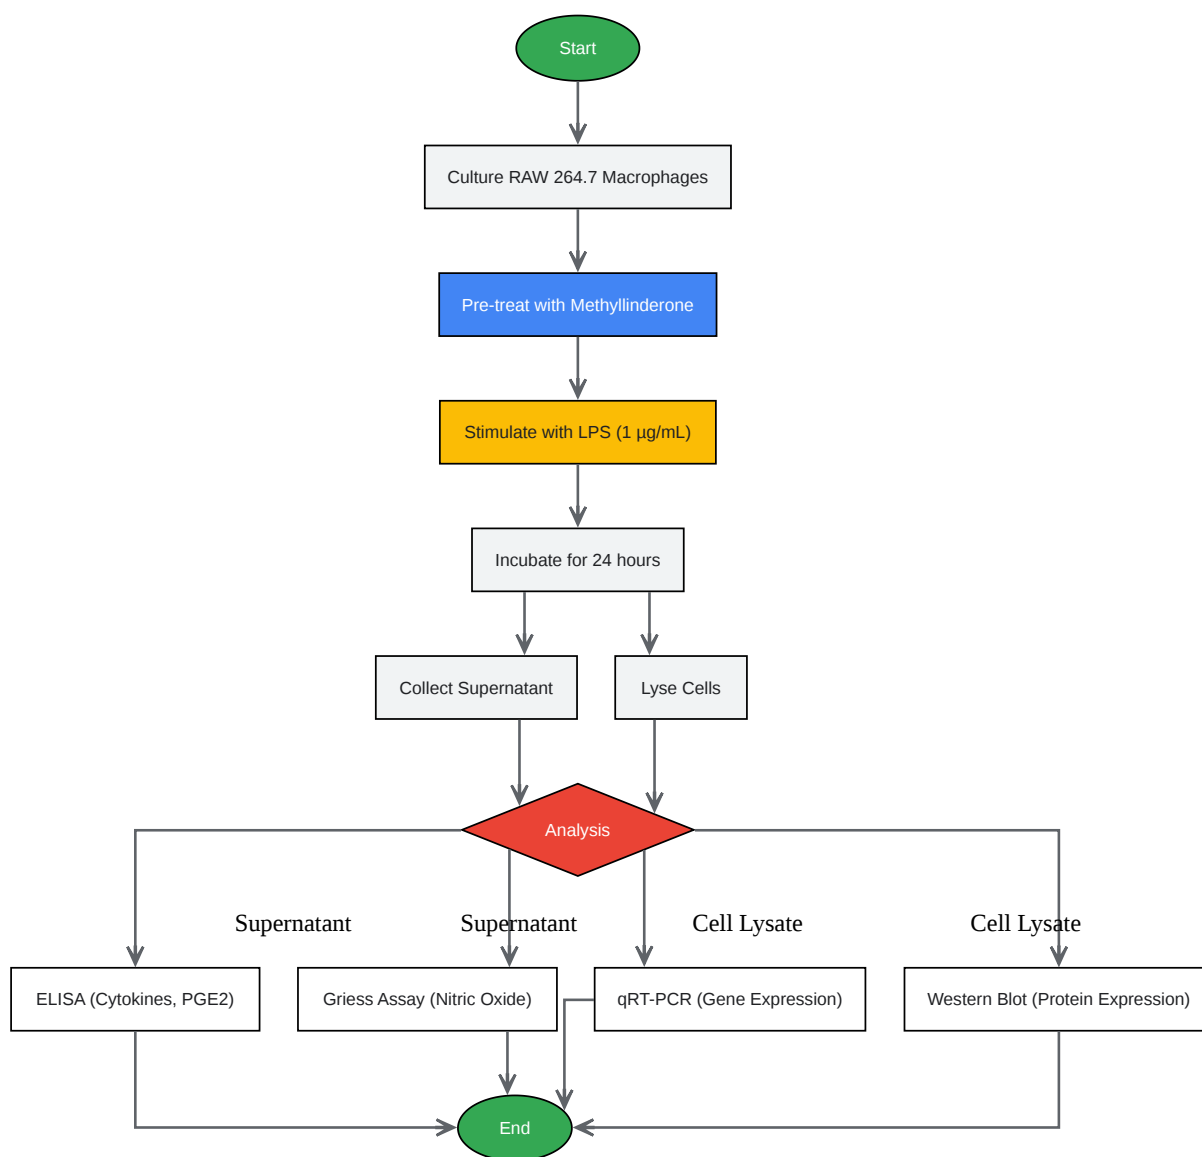 Start
Culture RAW 264.7 Macrophages
Pre-treat with Methyllinderone
Stimulate with LPS (1 µg/mL)
Incubate for 24 hours
Collect Supernatant
Lyse Cells
Analysis
Supernatant
Supernatant
Cell Lysate
Cell Lysate
ELISA (Cytokines, PGE2)
Griess Assay (Nitric Oxide)
qRT-PCR (Gene Expression)
Western Blot (Protein Expression)
End